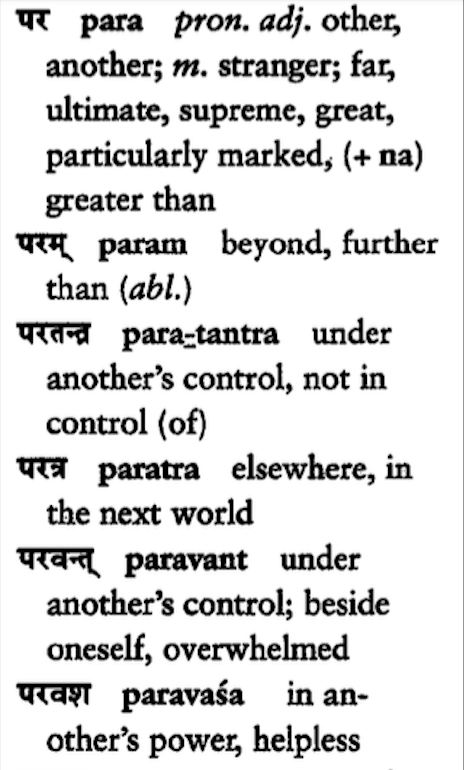 पर para pron. adj. other,
another; m. stranger; far,
ultimate, supreme, great,
particularly marked, (+ na)
greater than
परम् param beyond, further
than (abl.)
परतन्त्र para-tantra under
another’s control, not in
control (of)
परत्र paratra elsewhere, in
the next world
परवन्त् paravant under
another’s control; beside
oneself, overwhelmed
परवश paravaśa in an-
other’s power, helpless